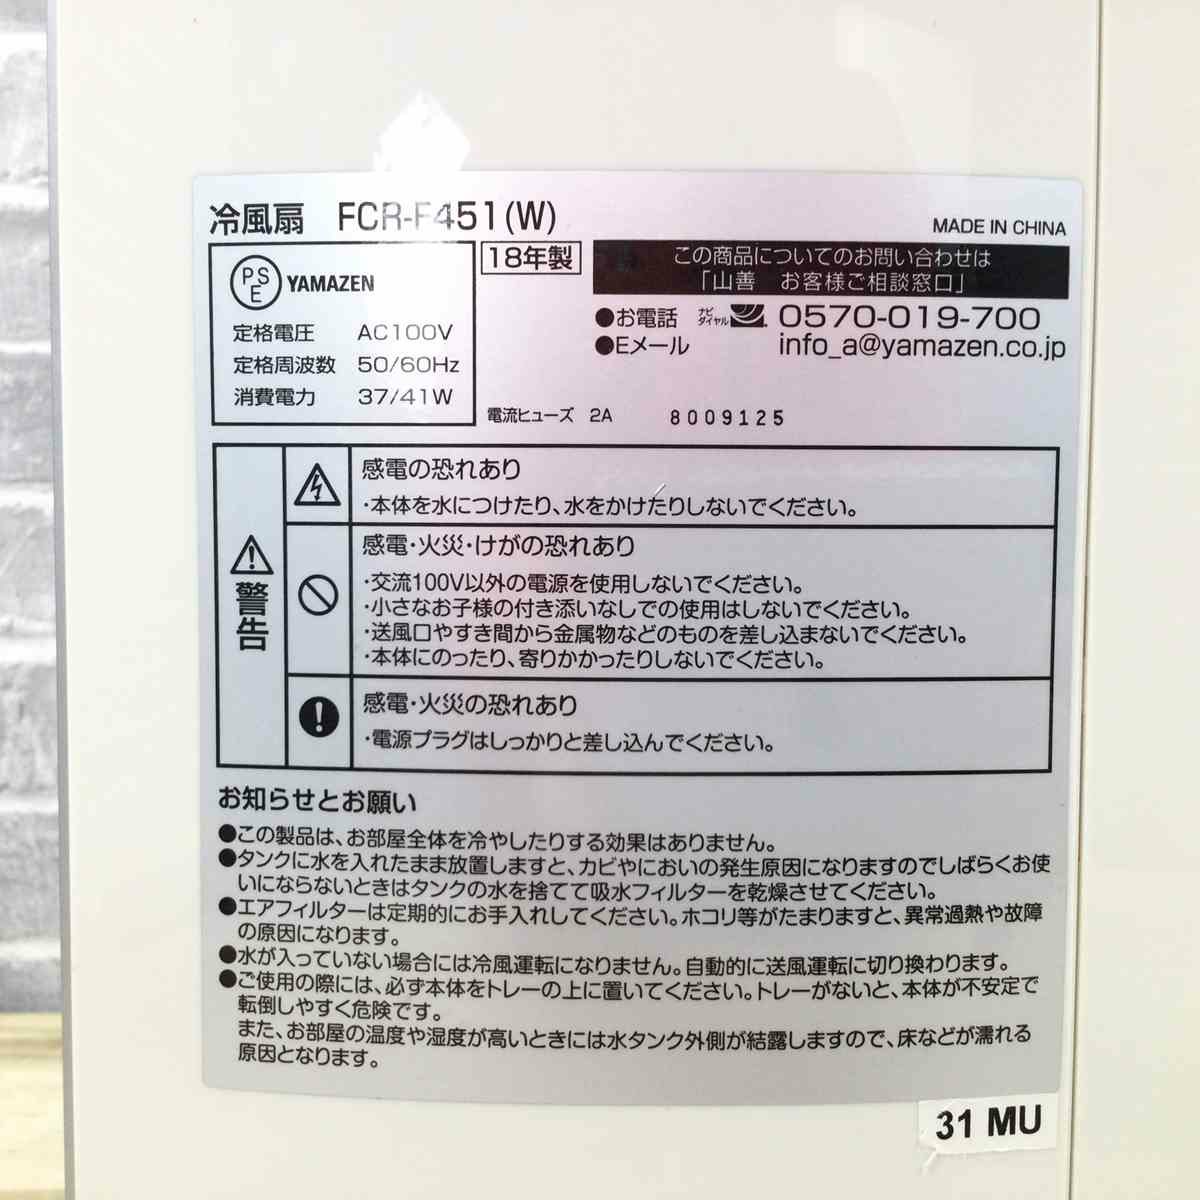 冷風扇 FCR-F451(W)
MADE IN CHINA
PSE YAMAZEN
定格電圧 AC100V
定格周波数 50/60Hz
消費電力 37/41W
18年製
この商品についてのお問い合わせは
「山善 お客様ご相談窓口」
●お電話 ナビダイヤル 0570-019-700
●Eメール info_a@yamazen.co.jp
電流ヒューズ 2A 8009125
警告
感電の恐れあり
・本体を水につけたり、水をかけたりしないでください。
感電・火災・けがの恐れあり
・交流100V以外の電源を使用しないでください。
・小さなお子様の付き添いなしでの使用はしないでください。
・送風口やすき間から金属物などのものを差し込まないでください。
・本体にのったり、寄りかかったりしないでください。
感電・火災の恐れあり
・電源プラグはしっかりと差し込んでください。
お知らせとお願い
●この製品は、お部屋全体を冷やしたりする効果はありません。
●タンクに水を入れたまま放置しますと、カビやにおいの発生原因になりますのでしばらくお使
いにならないときはタンクの水を捨てて吸水フィルターを乾燥させてください。
●エアフィルターは定期的にお手入れしてください。ホコリ等がたまりますと、異常過熱や故障
の原因になります。
●水が入っていない場合には冷風運転になりません。自動的に送風運転に切り換わります。
●ご使用の際には、必ず本体をトレーの上に置いてください。トレーがないと、本体が不安定で
転倒しやすく危険です。
また、お部屋の温度や湿度が高いときには水タンク外側が結露しますので、床などが濡れる
原因となります。
31 MU